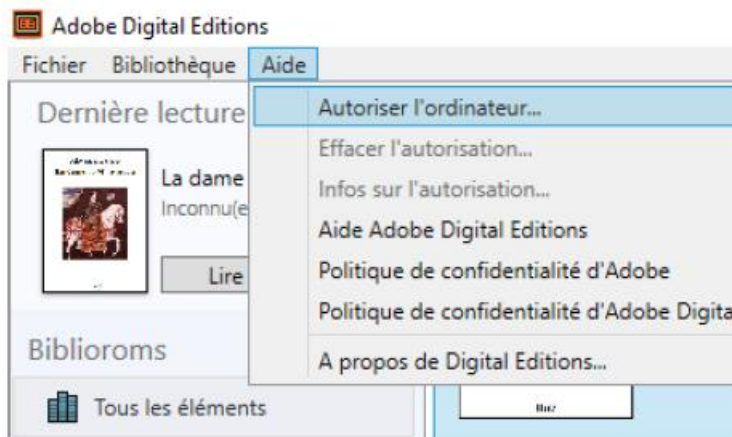 Adobe Digital Editions
Fichier Bibliothèque Aide
Dernière lecture
Autoriser l'ordinateur...
Effacer l'autorisation...
Infos sur l'autorisation...
Aide Adobe Digital Editions
Politique de confidentialité d'Adobe
Politique de confidentialité d'Adobe Digita
A propos de Digital Editions...
La dame
Inconnu(e
Lire
Biblioroms
Tous les éléments